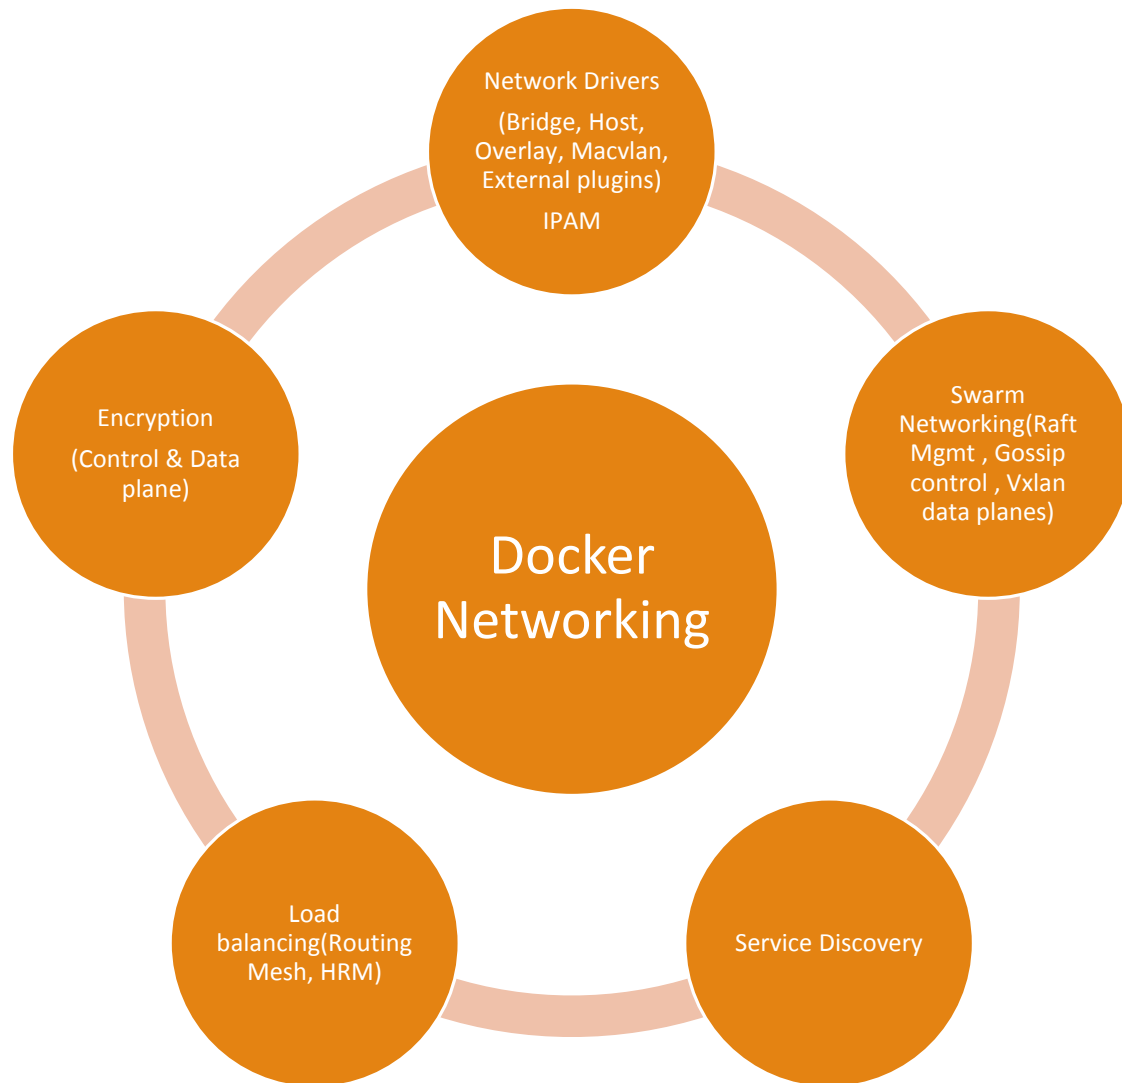 Network Drivers
(Bridge, Host,
Overlay, Macvlan,
External plugins)
IPAM
Swarm
Networking(Raft
Mgmt , Gossip
control , Vxlan
data planes)
Service Discovery
Load
balancing(Routing
Mesh, HRM)
Encryption
(Control & Data
plane)
Docker
Networking